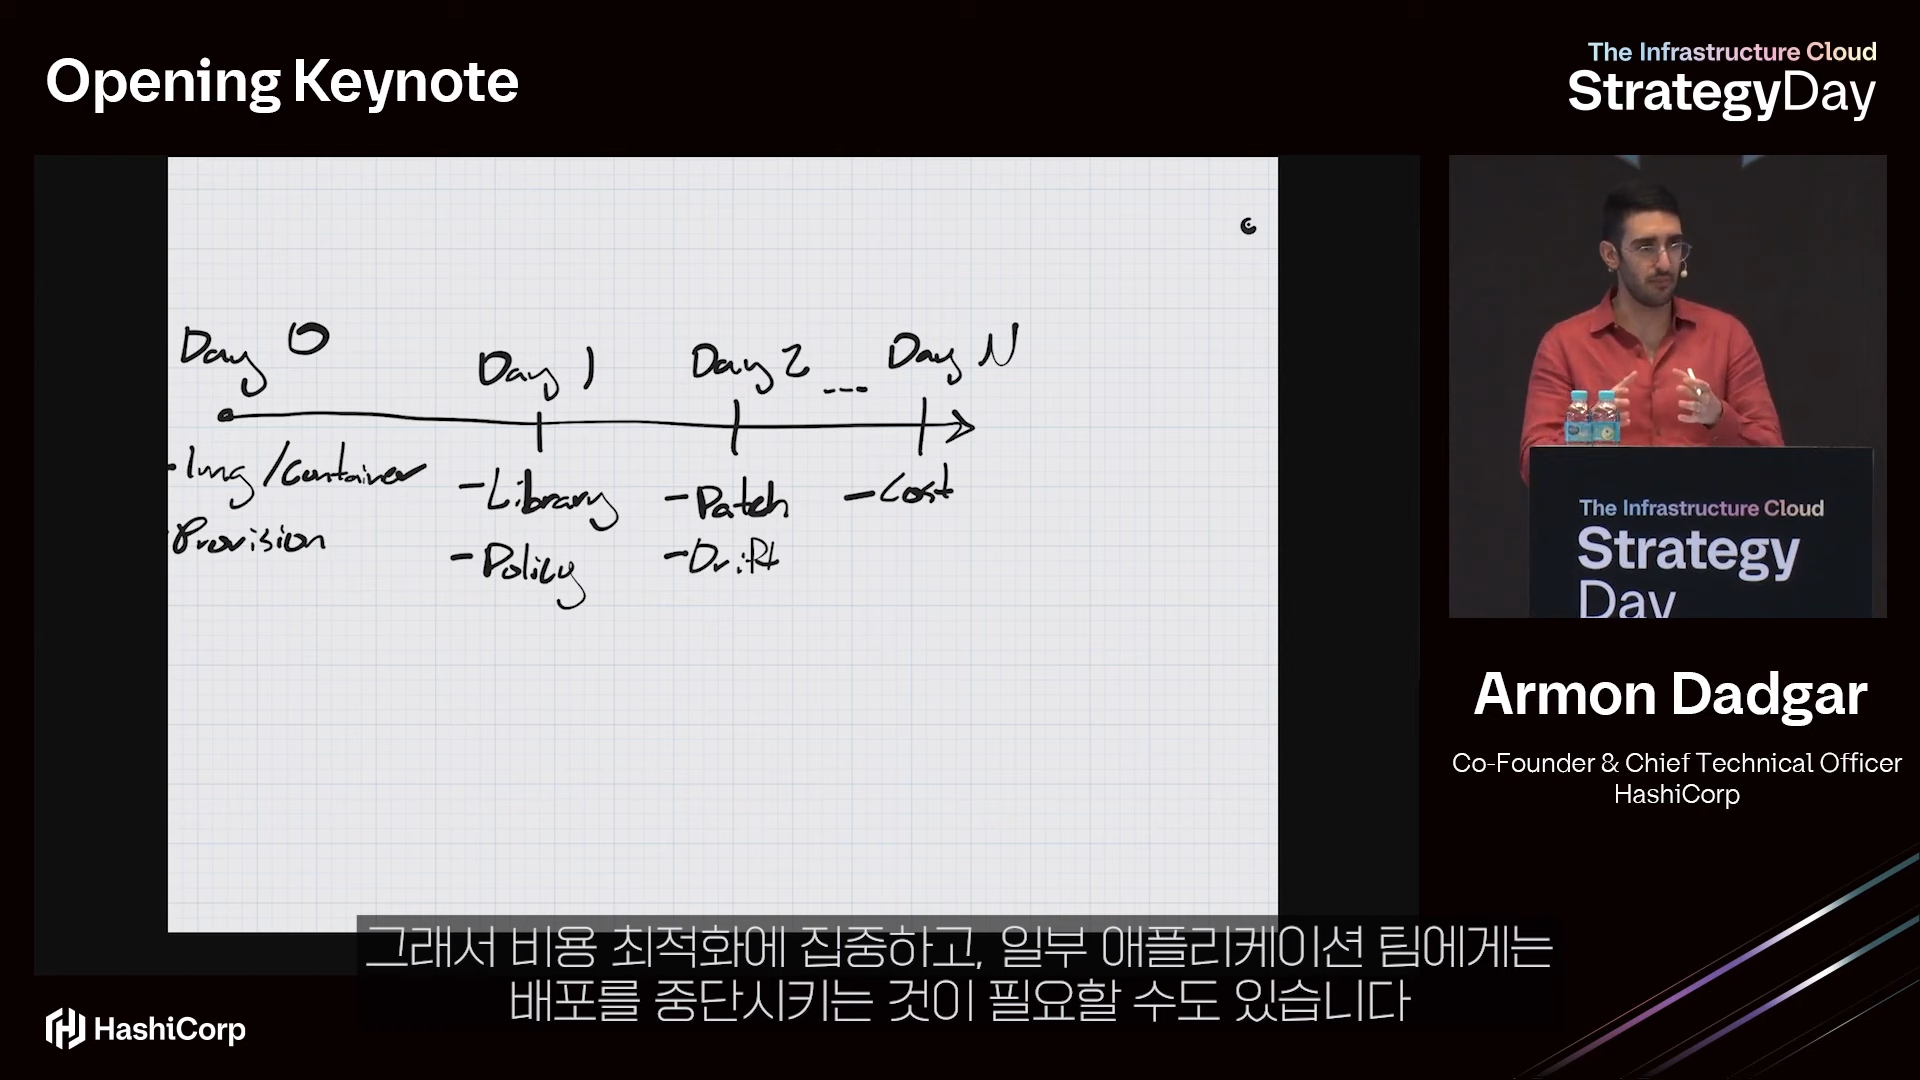 Opening Keynote
The Infrastructure Cloud
StrategyDay
Day 0
Day 1
Day 2
---
Day N
-Img/Container
-Provision
-Library
-Policy
-Patch
-Drift
-Cost
The Infrastructure Cloud
Strategy
Day
Armon Dadgar
Co-Founder & Chief Technical Officer
HashiCorp
그래서 비용 최적화에 집중하고, 일부 애플리케이션 팀에게는
배포를 중단시키는 것이 필요할 수도 있습니다
HashiCorp